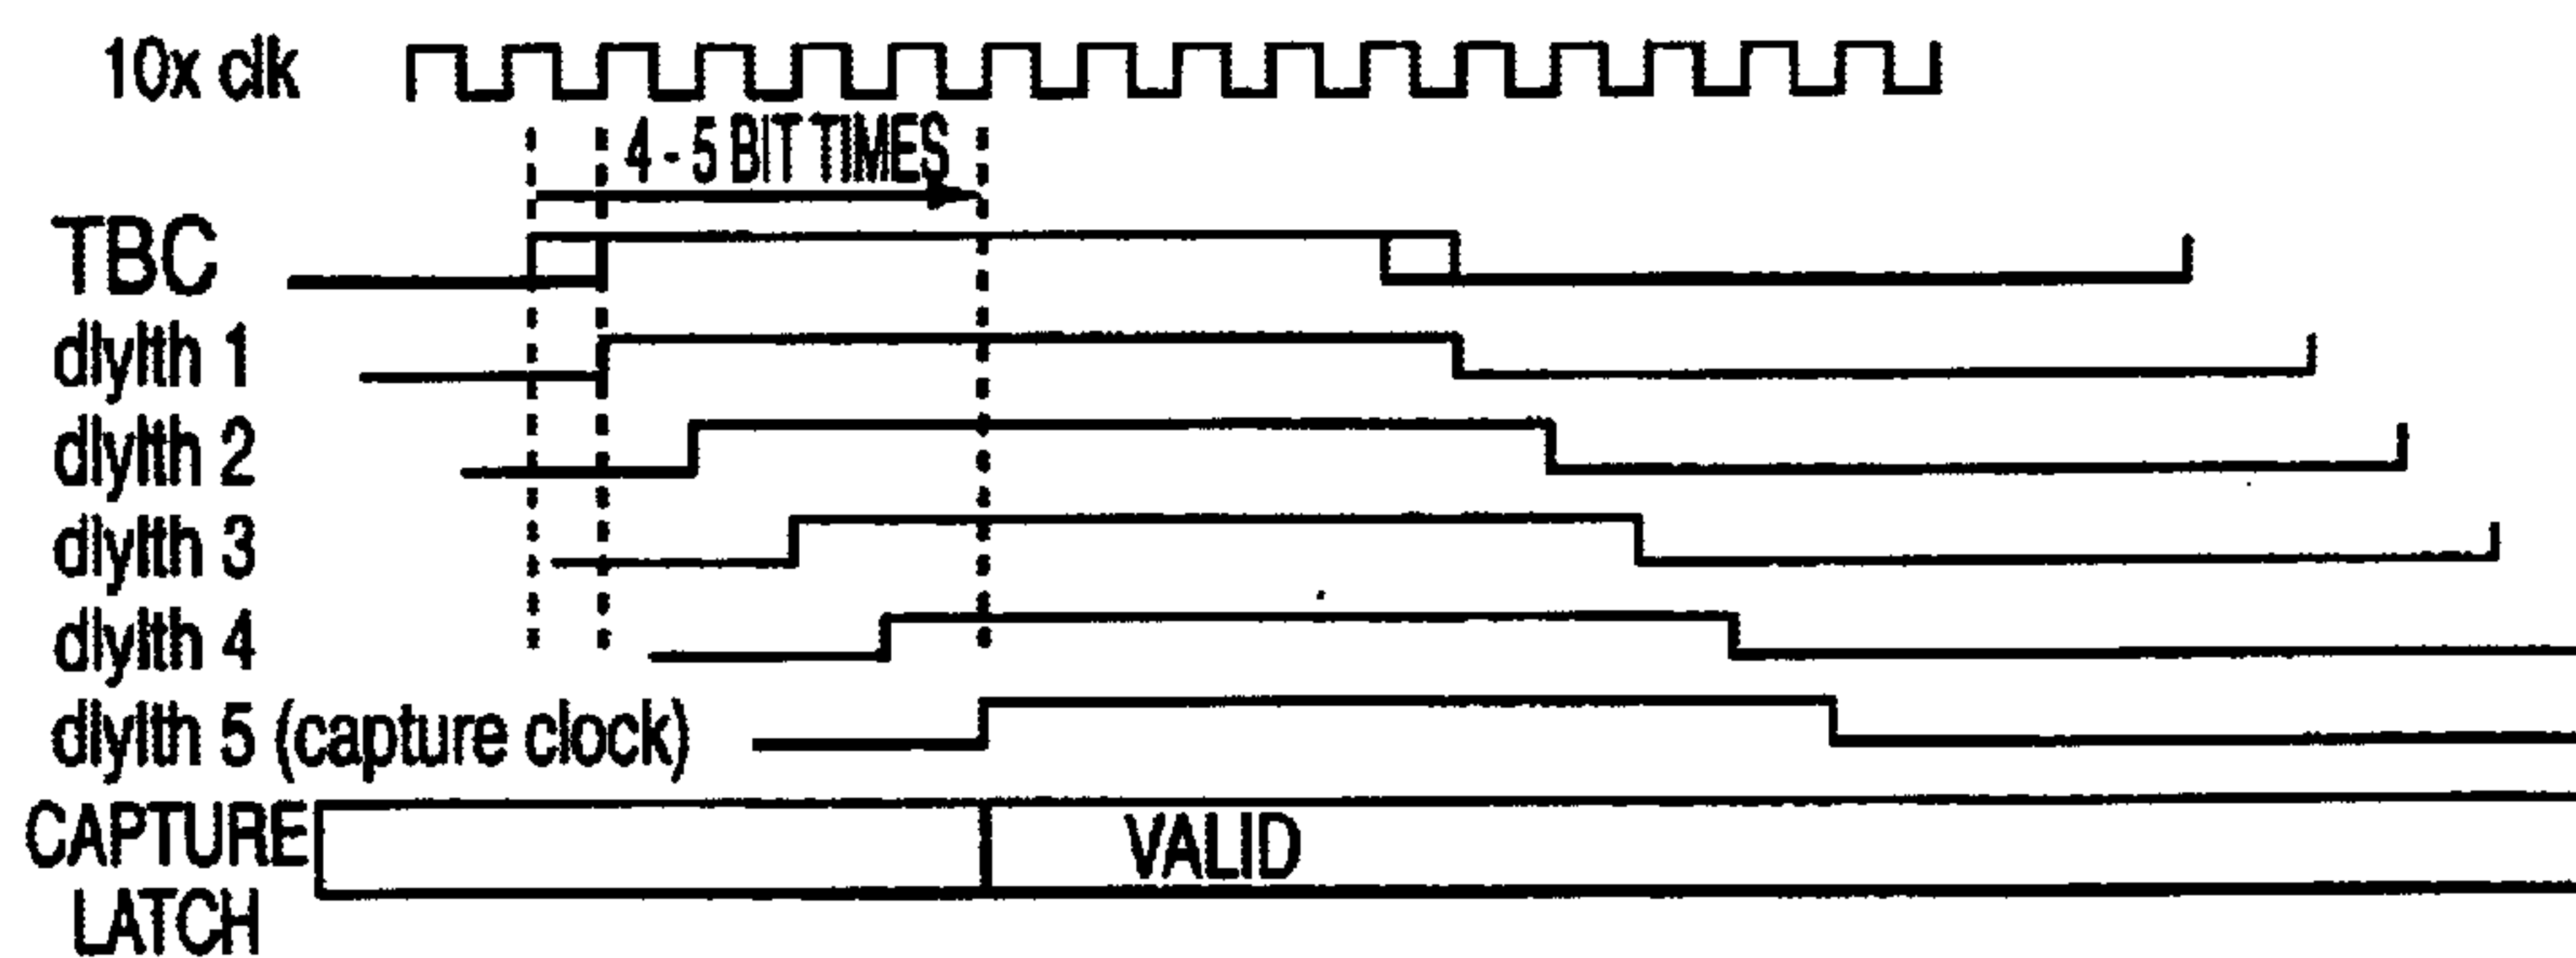 10x clk
4 - 5 BIT TIMES
TBC
dlylth 1
dlylth 2
dlylth 3
dlylth 4
dlylth 5 (capture clock)
CAPTURE
VALID
LATCH